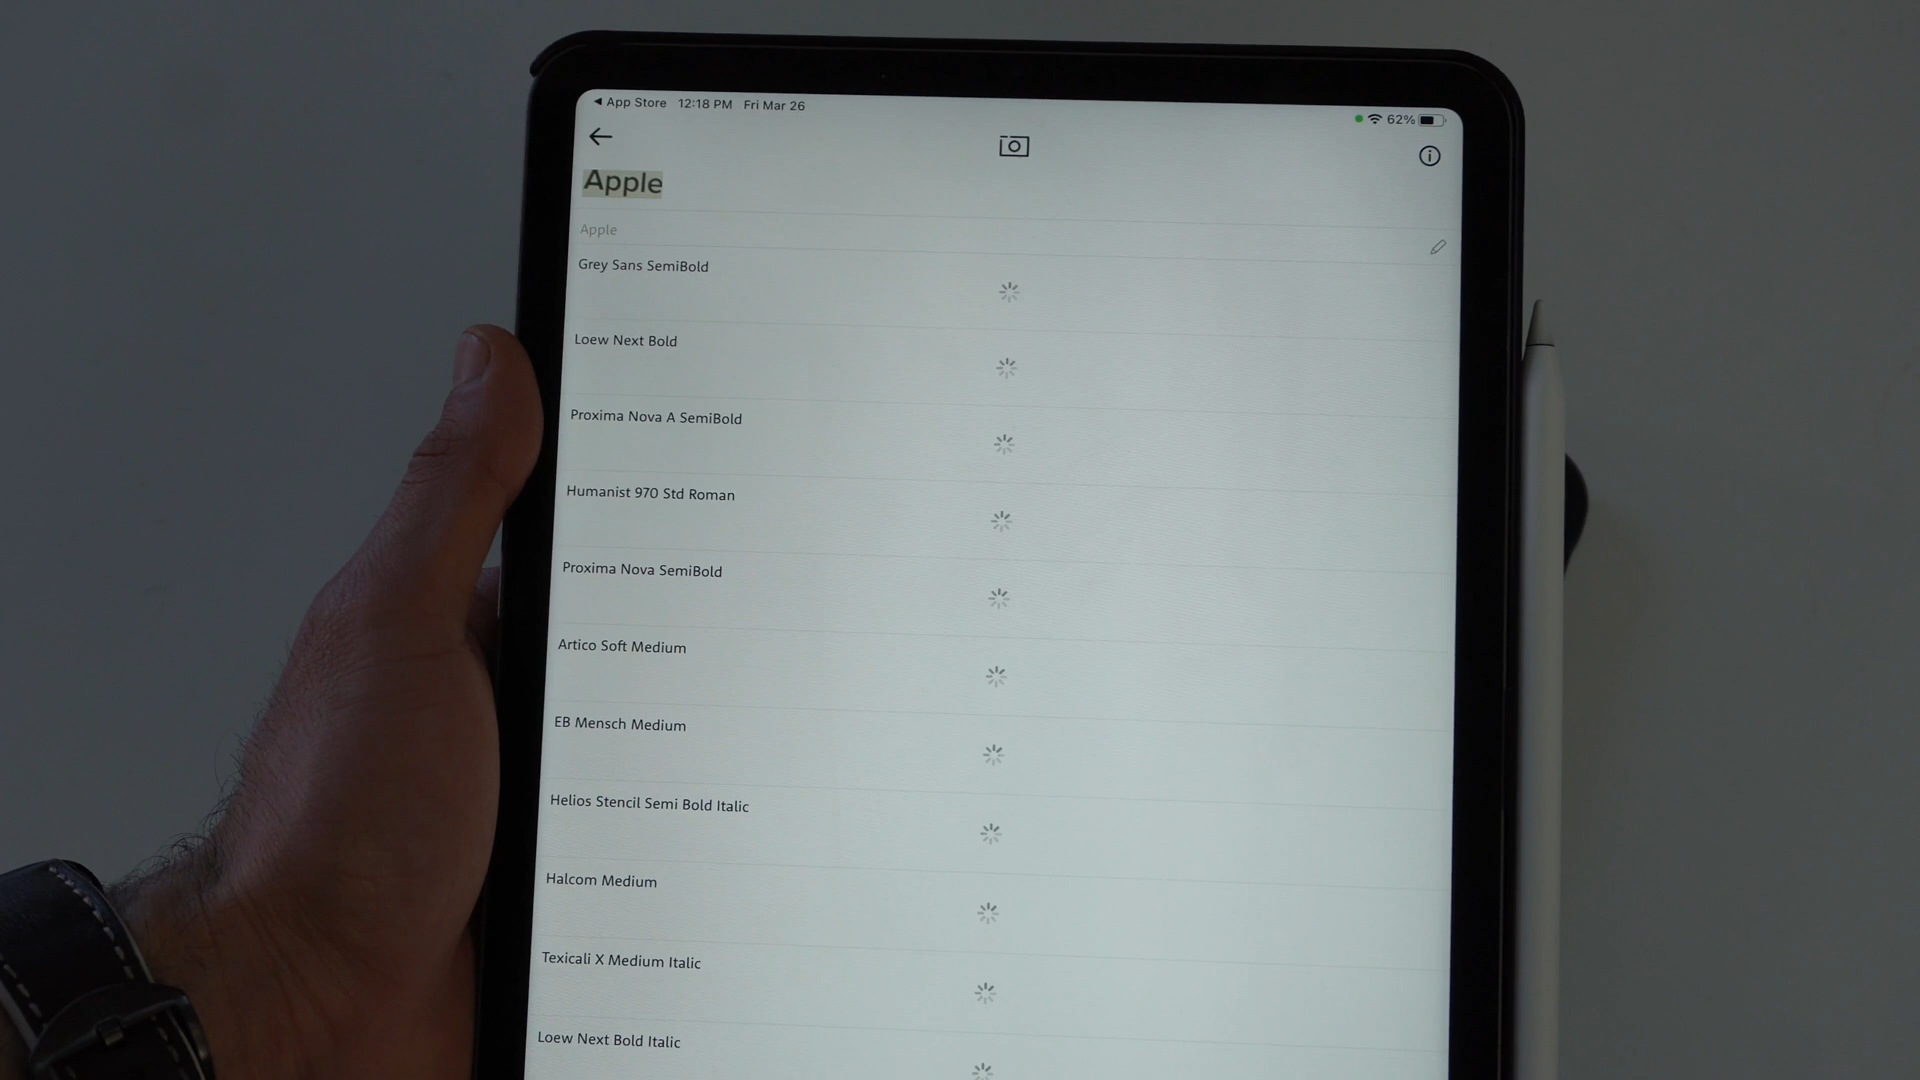 ◀ App Store 12:18 PM Fri Mar 26
62%
Apple
Apple
Grey Sans SemiBold
Loew Next Bold
Proxima Nova A SemiBold
Humanist 970 Std Roman
Proxima Nova SemiBold
Artico Soft Medium
EB Mensch Medium
Helios Stencil Semi Bold Italic
Halcom Medium
Texicali X Medium Italic
Loew Next Bold Italic